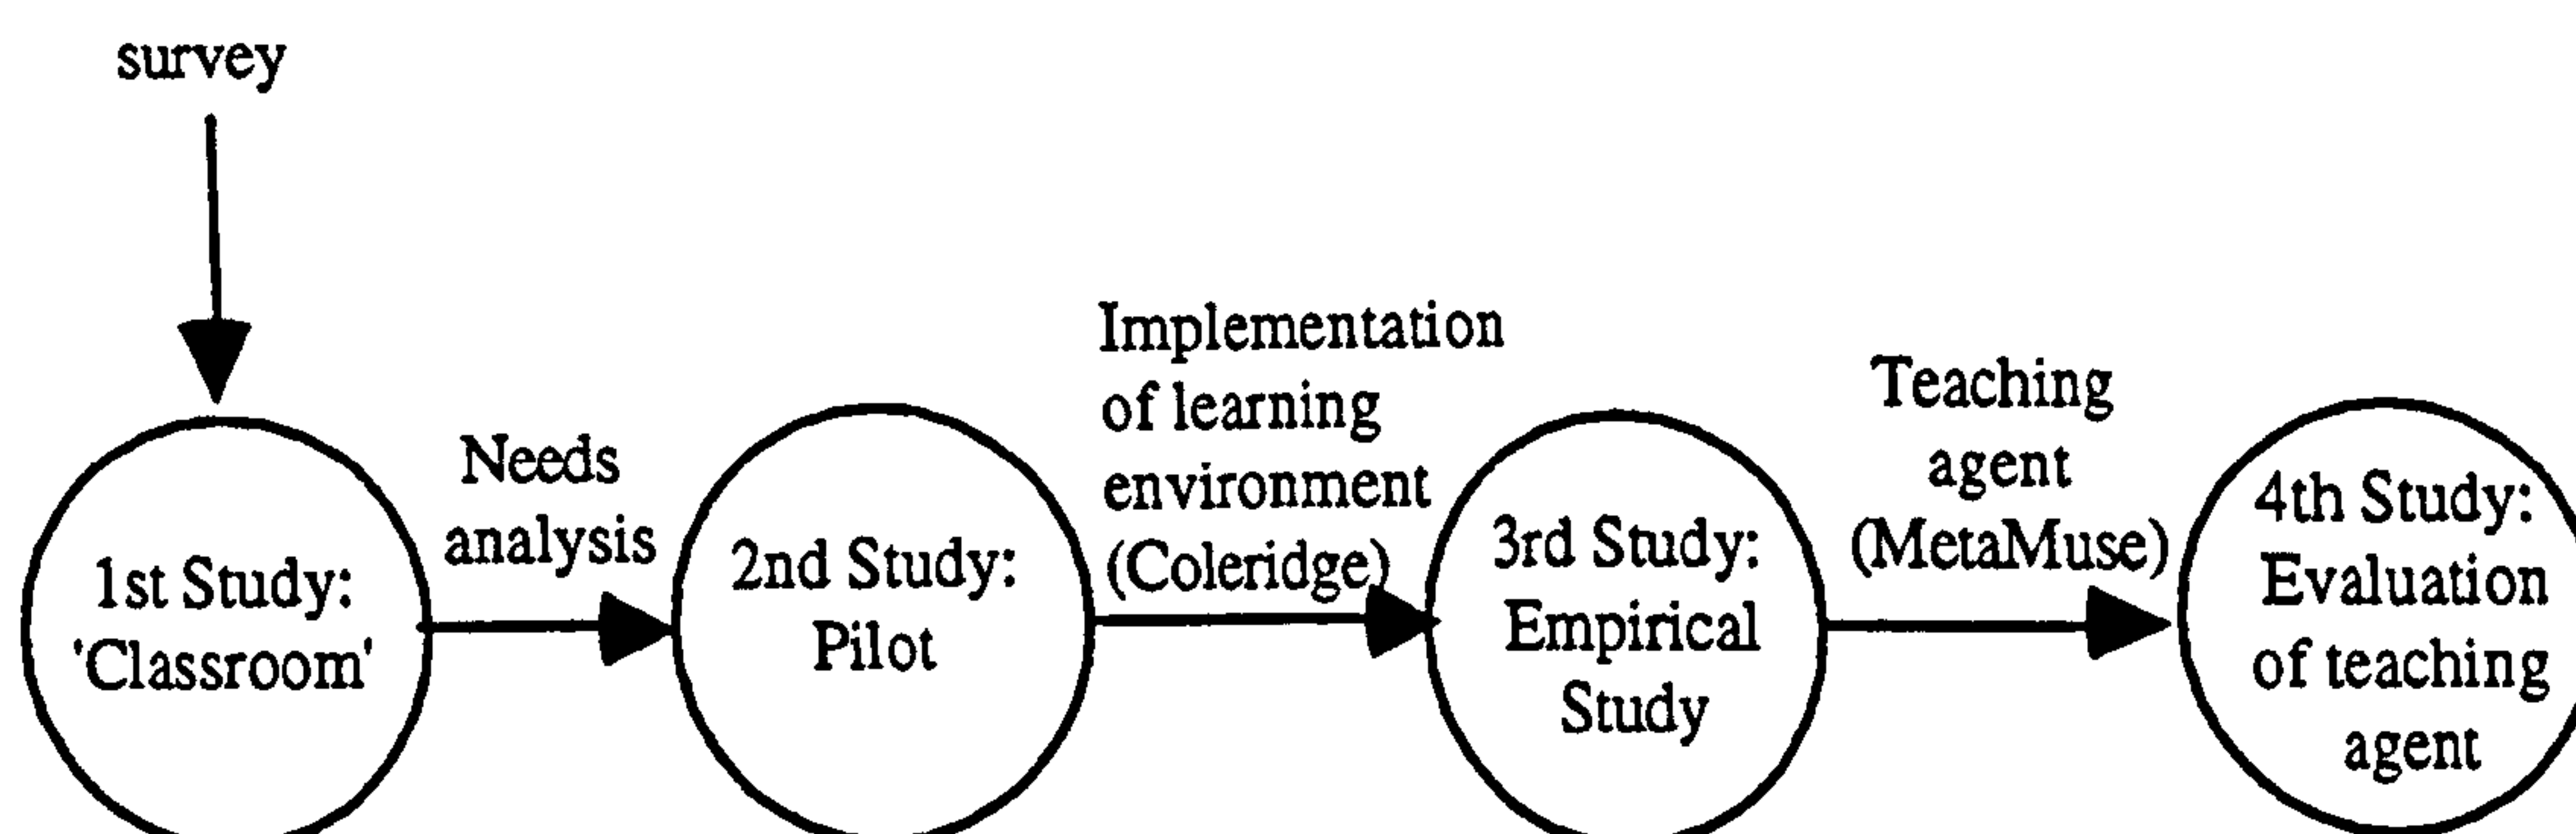 survey
1st Study:
'Classroom'
Needs
analysis
2nd Study:
Pilot
Implementation
of learning
environment
(Coleridge)
3rd Study:
Empirical
Study
Teaching
agent
(MetaMuse)
4th Study:
Evaluation
of teaching
agent